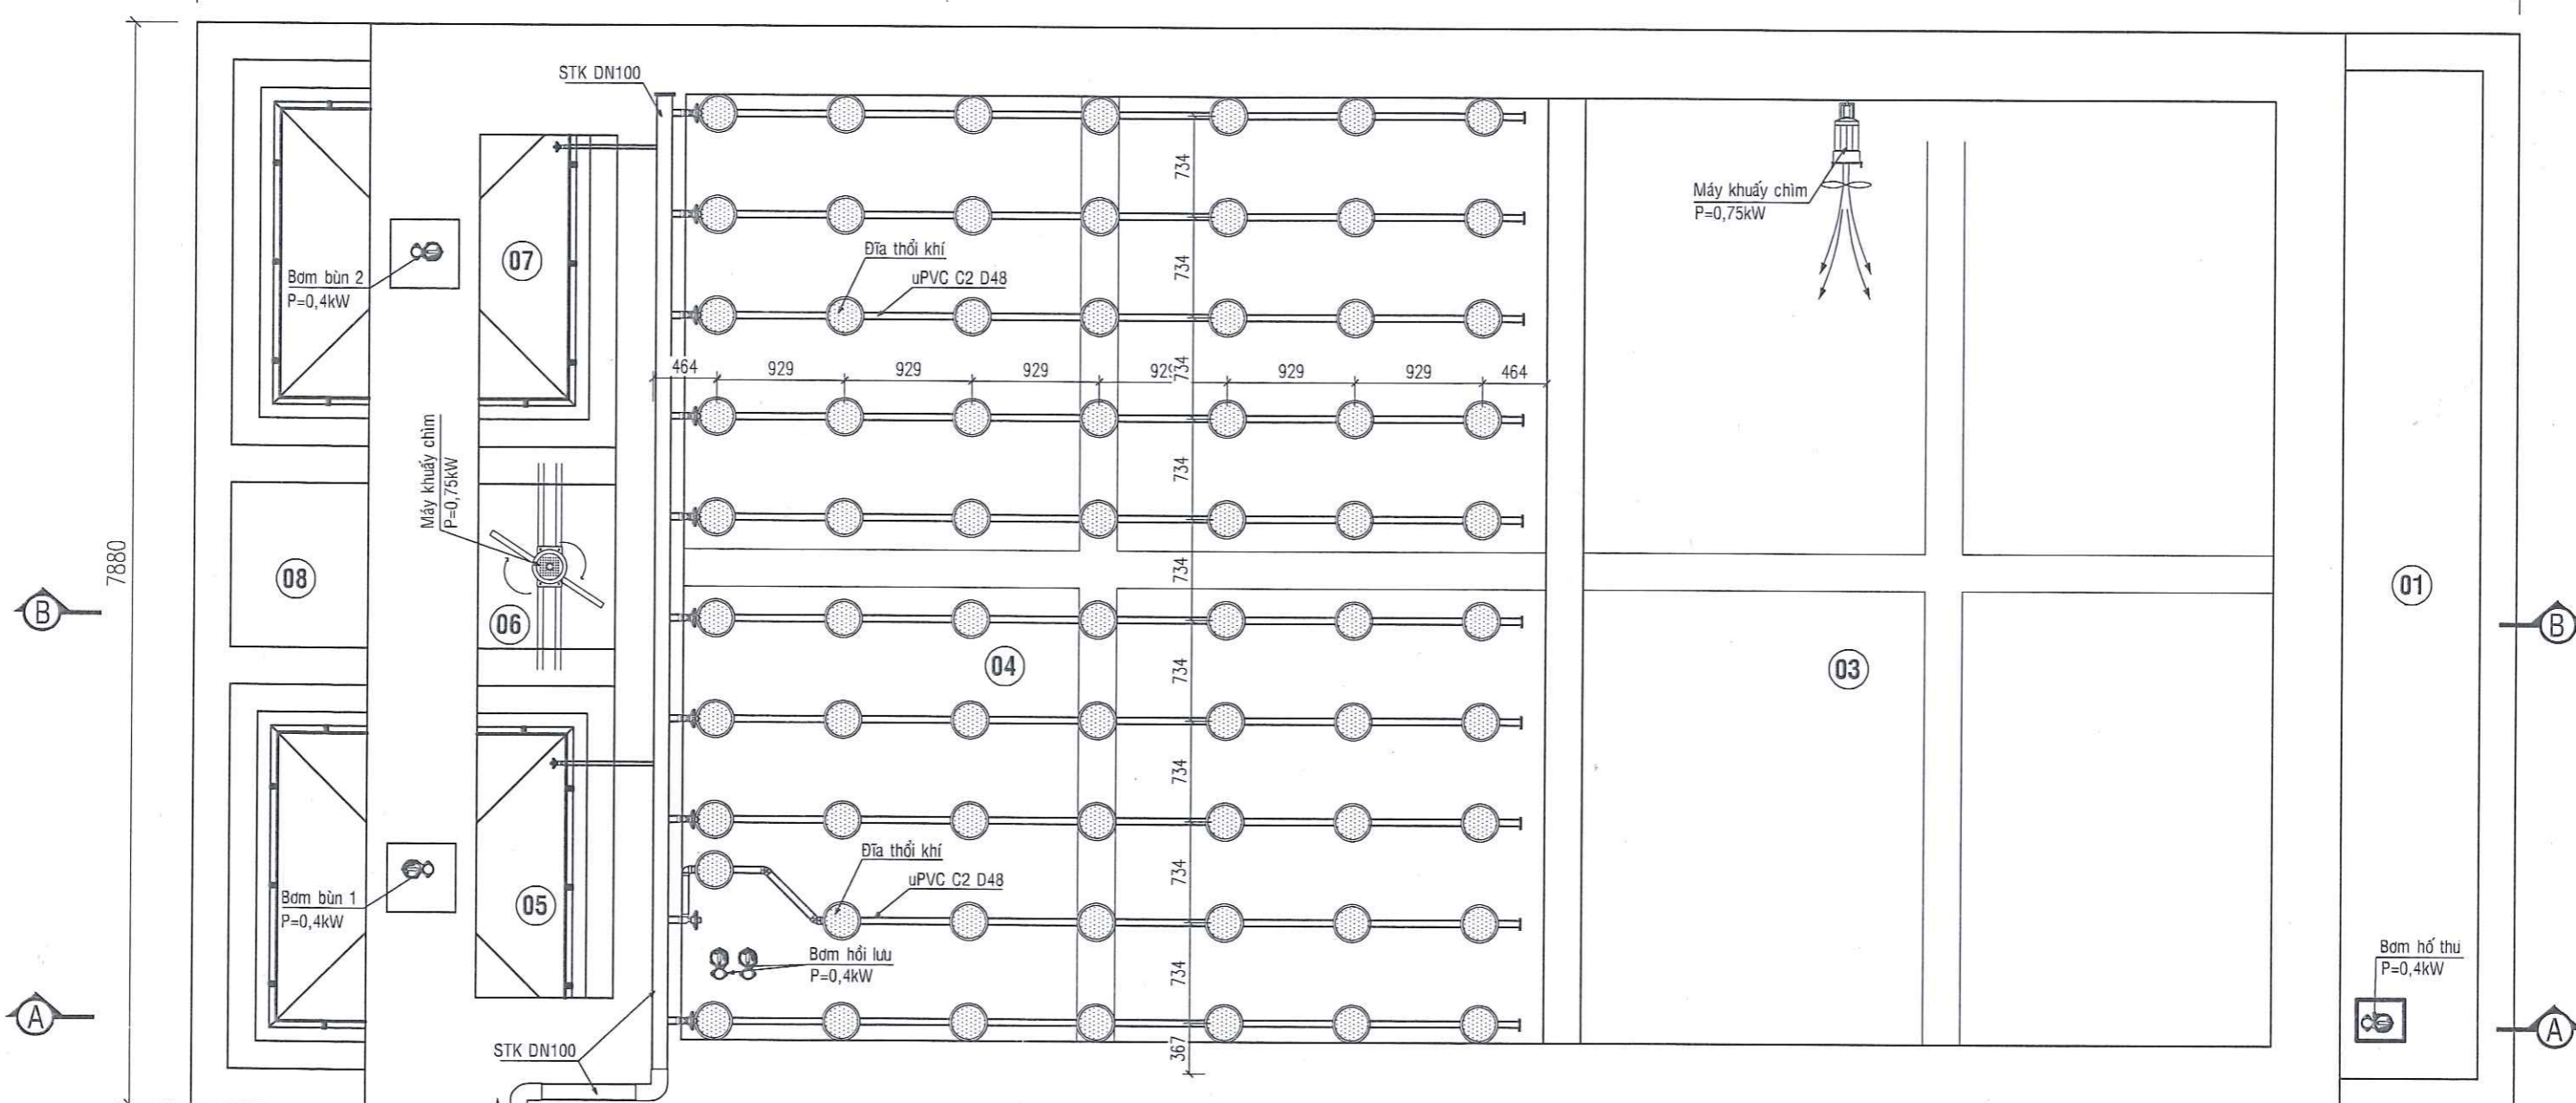 STK DN100
734
Máy khuấy chìm
P=0,75kW
Đĩa thổi khí
uPVC C2 D48
734
07
Bơm bùn 2
P=0,4kW
464
929
929
929
734
929
929
464
Máy khuấy chìm
P=0,75kW
734
7880
734
08
06
B
01
B
04
03
734
734
Đĩa thổi khí
uPVC C2 D48
734
Bơm bùn 1
P=0,4kW
05
Bơm hồi lưu
P=0,4kW
734
Bơm hố thu
P=0,4kW
A
A
STK DN100
367